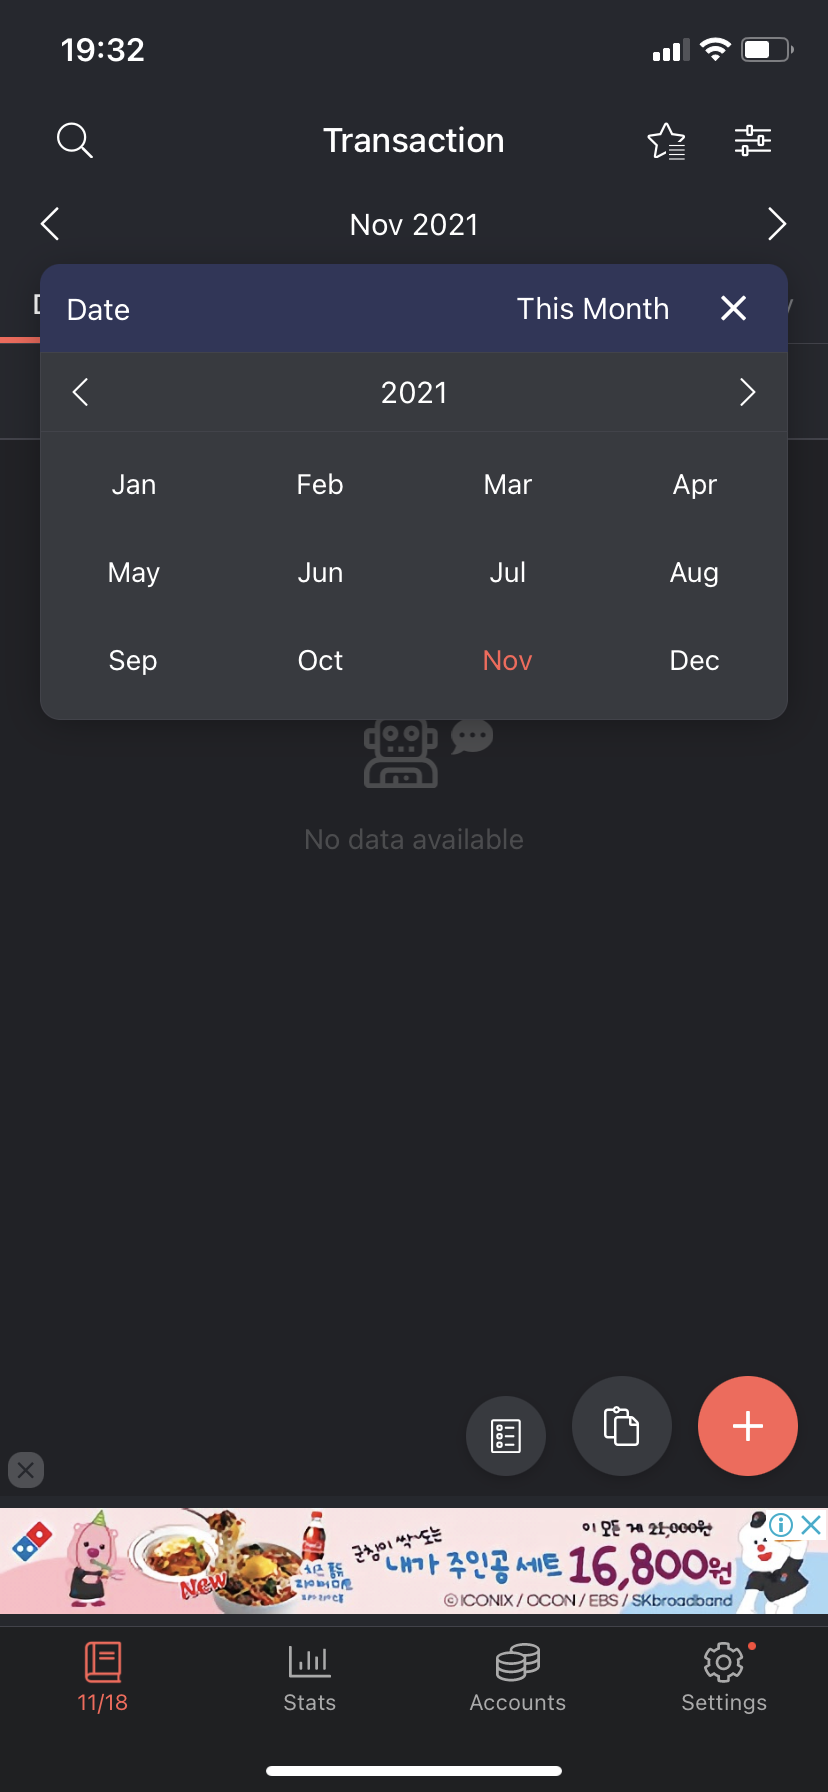 19:32
Transaction
Nov 2021
Date This Month
2021
Jan Feb Mar Apr
May Jun Jul Aug
Sep Oct Nov Dec
No data available
New
군침이 싹~도는
내가 주인공 세트
이 모든 게 21,000원
16,800원
©ICONIX / OCON / EBS / SKbroadband
11/18 Stats Accounts Settings